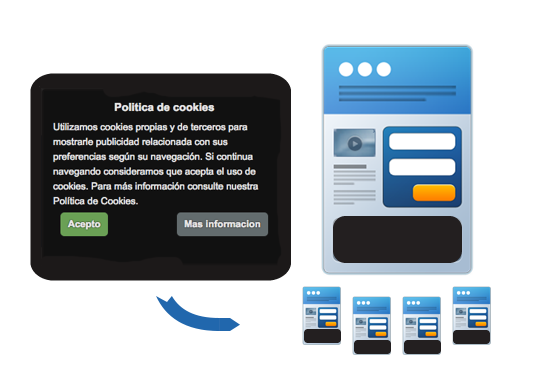 Politica de cookies
Utilizamos cookies propias y de terceros para
mostrarle publicidad relacionada con sus
preferencias según su navegación. Si continua
navegando consideramos que acepta el uso de
cookies. Para más información consulte nuestra
Política de Cookies.
Acepto
Mas Informacion